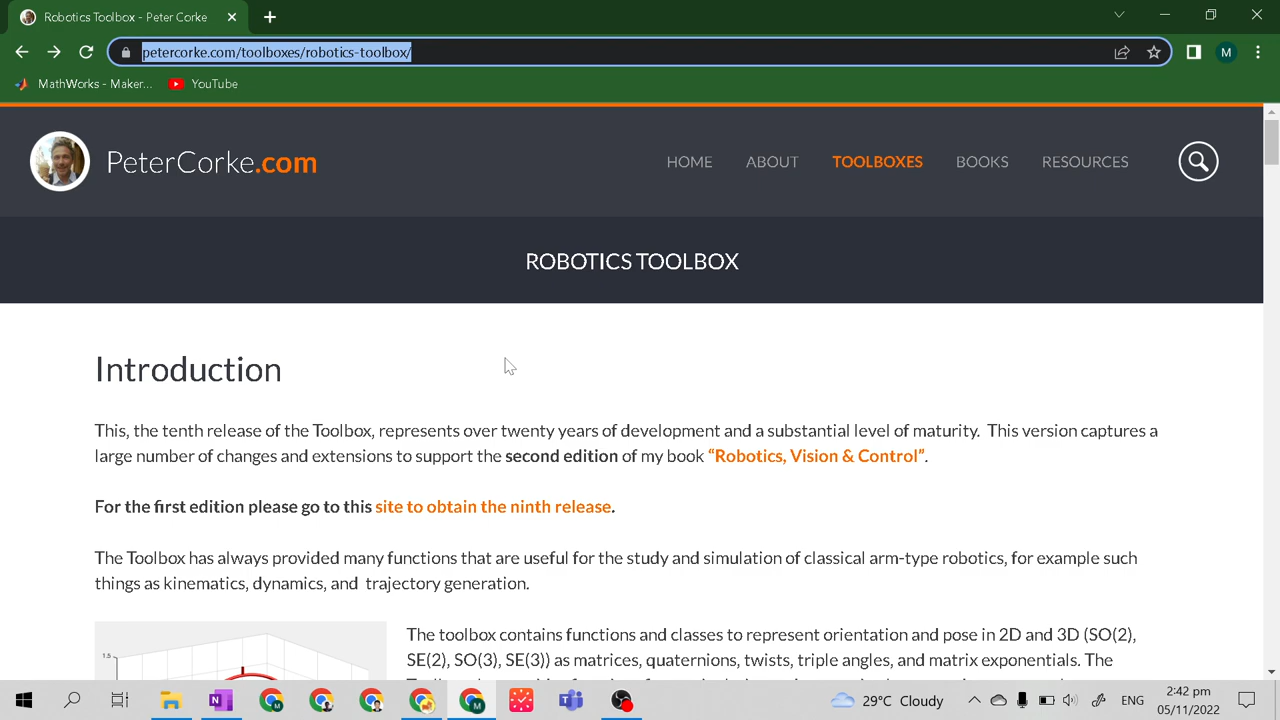 Robotics Toolbox - Peter Corke
petercorke.com/toolboxes/robotics-toolbox/
M
MathWorks - Maker...
YouTube
PeterCorke.com
HOME
ABOUT
TOOLBOXES
BOOKS
RESOURCES
ROBOTICS TOOLBOX
Introduction
This, the tenth release of the Toolbox, represents over twenty years of development and a substantial level of maturity.  This version captures a
large number of changes and extensions to support the second edition of my book “Robotics, Vision & Control”.
For the first edition please go to this site to obtain the ninth release.
The Toolbox has always provided many functions that are useful for the study and simulation of classical arm-type robotics, for example such
things as kinematics, dynamics, and  trajectory generation.
1.5
The toolbox contains functions and classes to represent orientation and pose in 2D and 3D (SO(2),
SE(2), SO(3), SE(3)) as matrices, quaternions, twists, triple angles, and matrix exponentials. The
29°C Cloudy
ENG
2:42 pm
05/11/2022